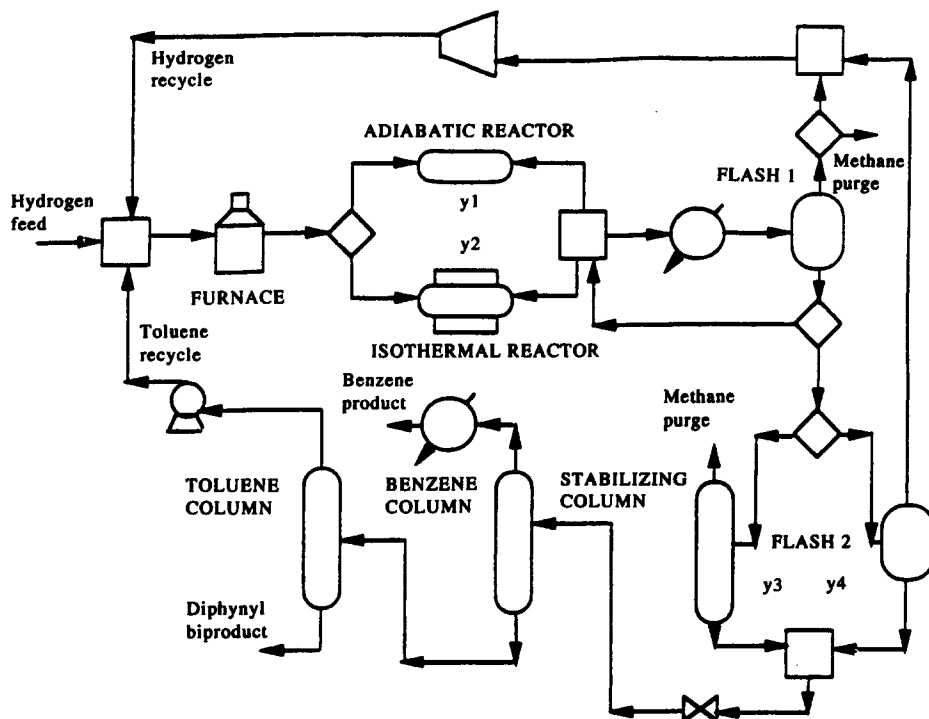 Hydrogen
recycle
ADIABATIC REACTOR
Methane
purge
FLASH 1
Hydrogen
feed
y1
y2
FURNACE
Toluene
recycle
ISOTHERMAL REACTOR
Benzene
product
Methane
purge
TOLUENE
COLUMN
BENZENE
COLUMN
STABILIZING
COLUMN
FLASH 2
y3
y4
Diphynyl
biproduct